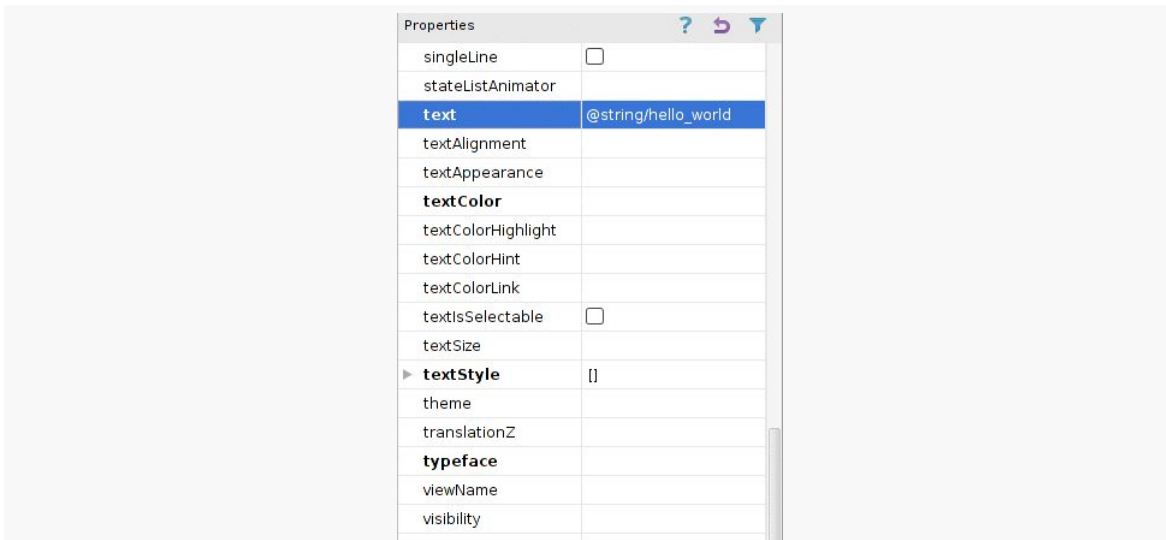 Properties ?
singleLine
stateListAnimator
text @string/hello_world
textAlignment
textAppearance
textColor
textColorHighlight
textColorHint
textColorLink
textIsSelectable
textSize
textStyle []
theme
translationZ
typeface
viewName
visibility